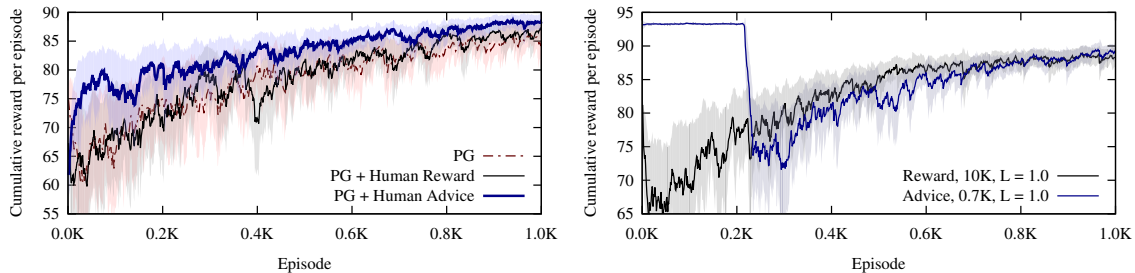 Cumulative reward per episode
90
85
80
75
70
65
60
55
PG
PG + Human Reward
PG + Human Advice
0.0K 0.2K 0.4K 0.6K 0.8K 1.0K
Episode
Cumulative reward per episode
95
90
85
80
75
70
65
Reward, 10K, L = 1.0
Advice, 0.7K, L = 1.0
0.0K 0.2K 0.4K 0.6K 0.8K 1.0K
Episode